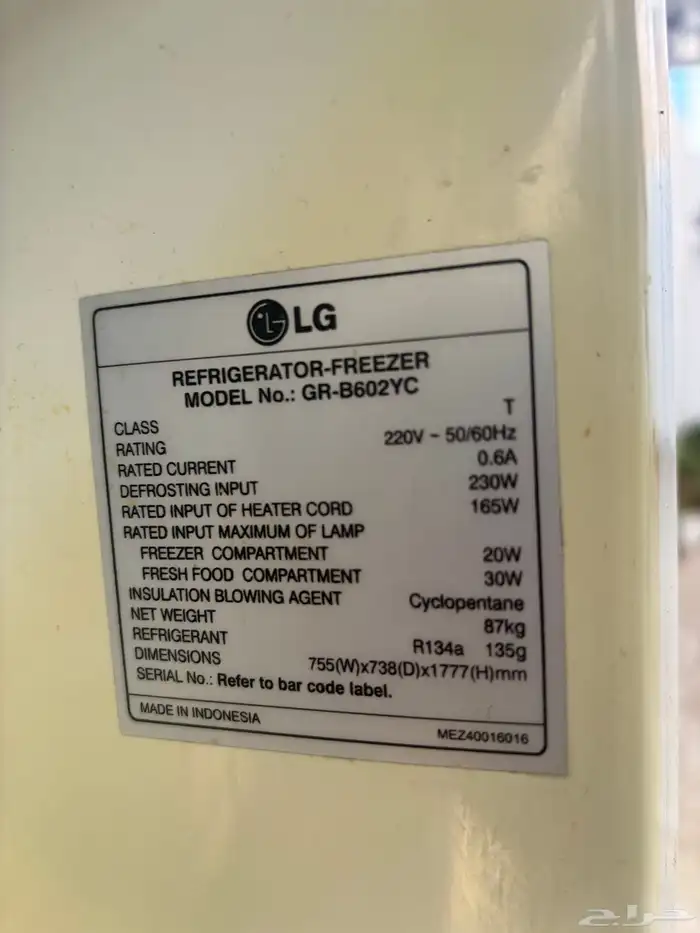 LG
REFRIGERATOR-FREEZER
MODEL No.: GR-B602YC
CLASS T
RATING 220V ~ 50/60Hz
RATED CURRENT 0.6A
DEFROSTING INPUT 230W
RATED INPUT OF HEATER CORD 165W
RATED INPUT MAXIMUM OF LAMP
FREEZER COMPARTMENT 20W
FRESH FOOD COMPARTMENT 30W
INSULATION BLOWING AGENT Cyclopentane
NET WEIGHT 87kg
REFRIGERANT R134a 135g
DIMENSIONS 755(W)x738(D)x1777(H)mm
SERIAL No.: Refer to bar code label.
MADE IN INDONESIA MEZ40016016
حراج